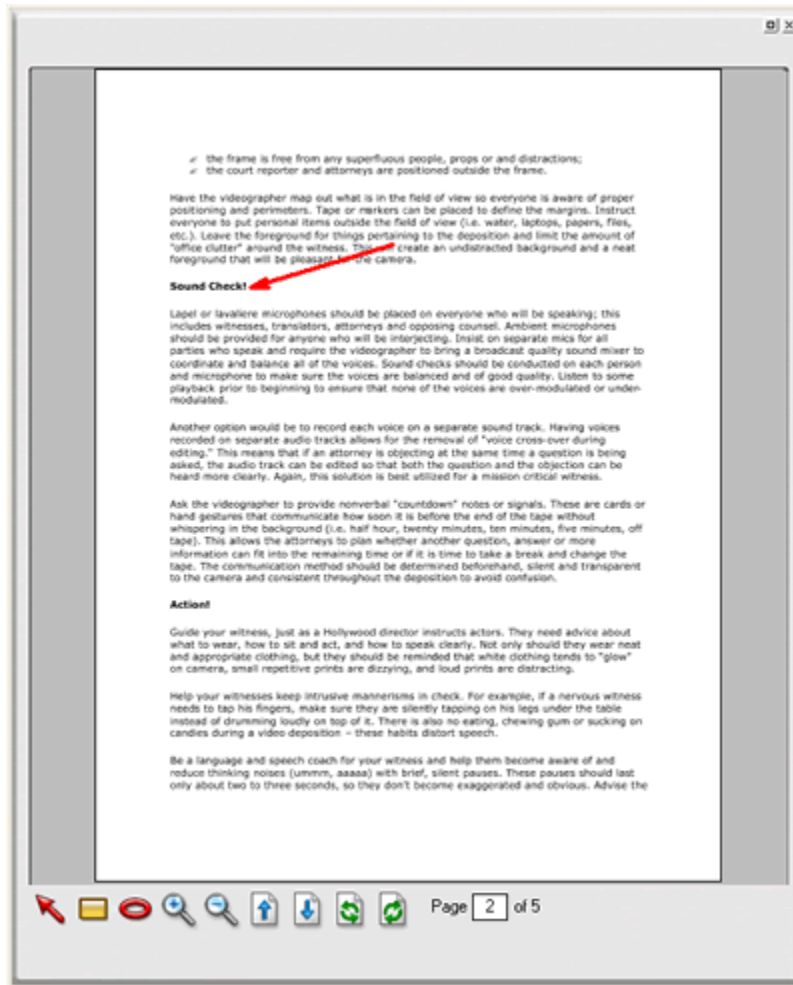 ✓ the frame is free from any superfluous people, props or and distractions;
✓ the court reporter and attorneys are positioned outside the frame.
Have the videographer map out what is in the field of view so everyone is aware of proper
positioning and perimeters. Tape or markers can be placed to define the margins. Instruct
everyone to put personal items outside the field of view (i.e. water, laptops, papers, files,
etc.). Leave the foreground for things pertaining to the deposition and limit the amount of
"office clutter" around the witness. This will create an undistracted background and a neat
foreground that will be pleasant for the camera.
Sound Check!
Lapel or lavaliere microphones should be placed on everyone who will be speaking; this
includes witnesses, translators, attorneys and opposing counsel. Ambient microphones
should be provided for anyone who will be interjecting. Insist on separate mics for all
parties who speak and require the videographer to bring a broadcast quality sound mixer to
coordinate and balance all of the voices. Sound checks should be conducted on each person
and microphone to make sure the voices are balanced and of good quality. Listen to some
playback prior to beginning to ensure that none of the voices are over-modulated or under-
modulated.
Another option would be to record each voice on a separate sound track. Having voices
recorded on separate audio tracks allows for the removal of "voice cross-over during
editing." This means that if an attorney is objecting at the same time a question is being
asked, the audio track can be edited so that both the question and the objection can be
heard more clearly. Again, this solution is best utilized for a mission critical witness.
Ask the videographer to provide nonverbal "countdown" notes or signals. These are cards or
hand gestures that communicate how soon it is before the end of the tape without
whispering in the background (i.e. half hour, twenty minutes, ten minutes, five minutes, off
tape). This allows the attorneys to plan whether another question, answer or more
information can fit into the remaining time or if it is time to take a break and change the
tape. The communication method should be determined beforehand, silent and transparent
to the camera and consistent throughout the deposition to avoid confusion.
Action!
Guide your witness, just as a Hollywood director instructs actors. They need advice about
what to wear, how to sit and act, and how to speak clearly. Not only should they wear neat
and appropriate clothing, but they should be reminded that white clothing tends to "glow"
on camera, small repetitive prints are dizzying, and loud prints are distracting.
Help your witnesses keep intrusive mannerisms in check. For example, if a nervous witness
needs to tap his fingers, make sure they are silently tapping on his legs under the table
instead of drumming loudly on top of it. There is also no eating, chewing gum or sucking on
candies during a video deposition – these habits distort speech.
Be a language and speech coach for your witness and help them become aware of and
reduce thinking noises (ummm, aaaaa) with brief, silent pauses. These pauses should last
only about two to three seconds, so they don't become exaggerated and obvious. Advise the
Page 2 of 5